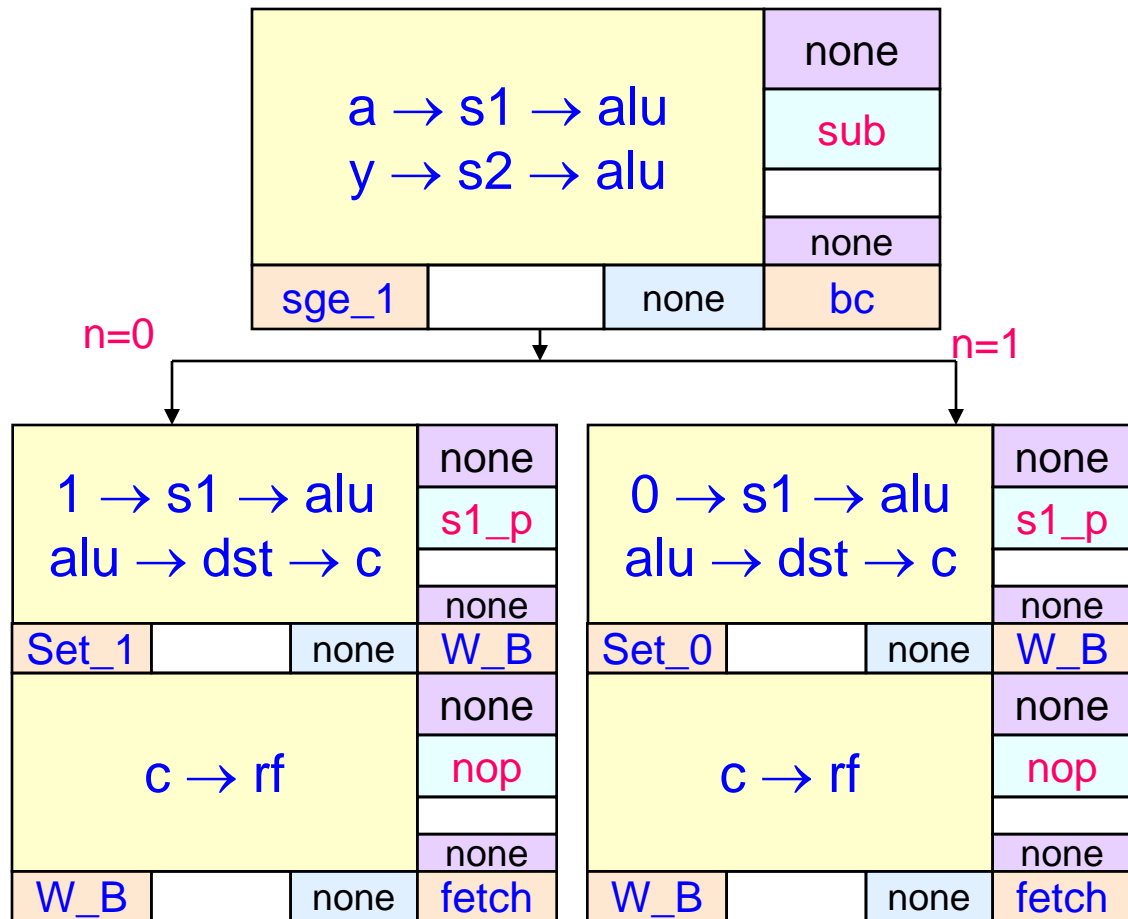 none
a → s1 → alu
y → s2 → alu
sub
none
sge_1
none
bc
n=0
n=1
none
1 → s1 → alu
alu → dst → c
s1_p
none
Set_1
none
W_B
none
c → rf
nop
none
W_B
none
fetch
none
0 → s1 → alu
alu → dst → c
s1_p
none
Set_0
none
W_B
none
c → rf
nop
none
W_B
none
fetch